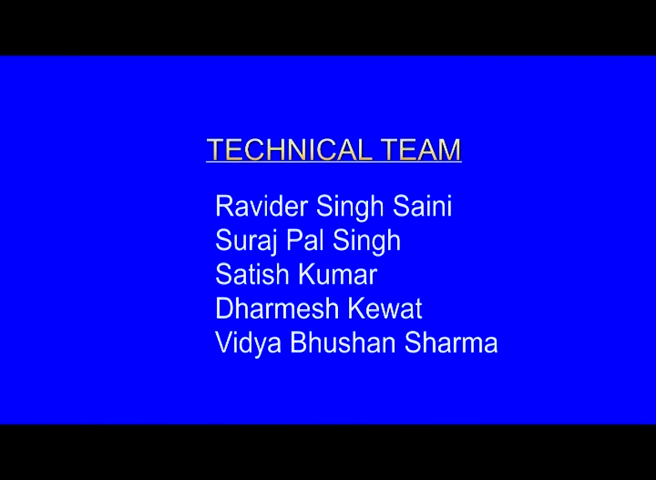 TECHNICAL TEAM
Ravider Singh Saini
Suraj Pal Singh
Satish Kumar
Dharmesh Kewat
Vidya Bhushan Sharma